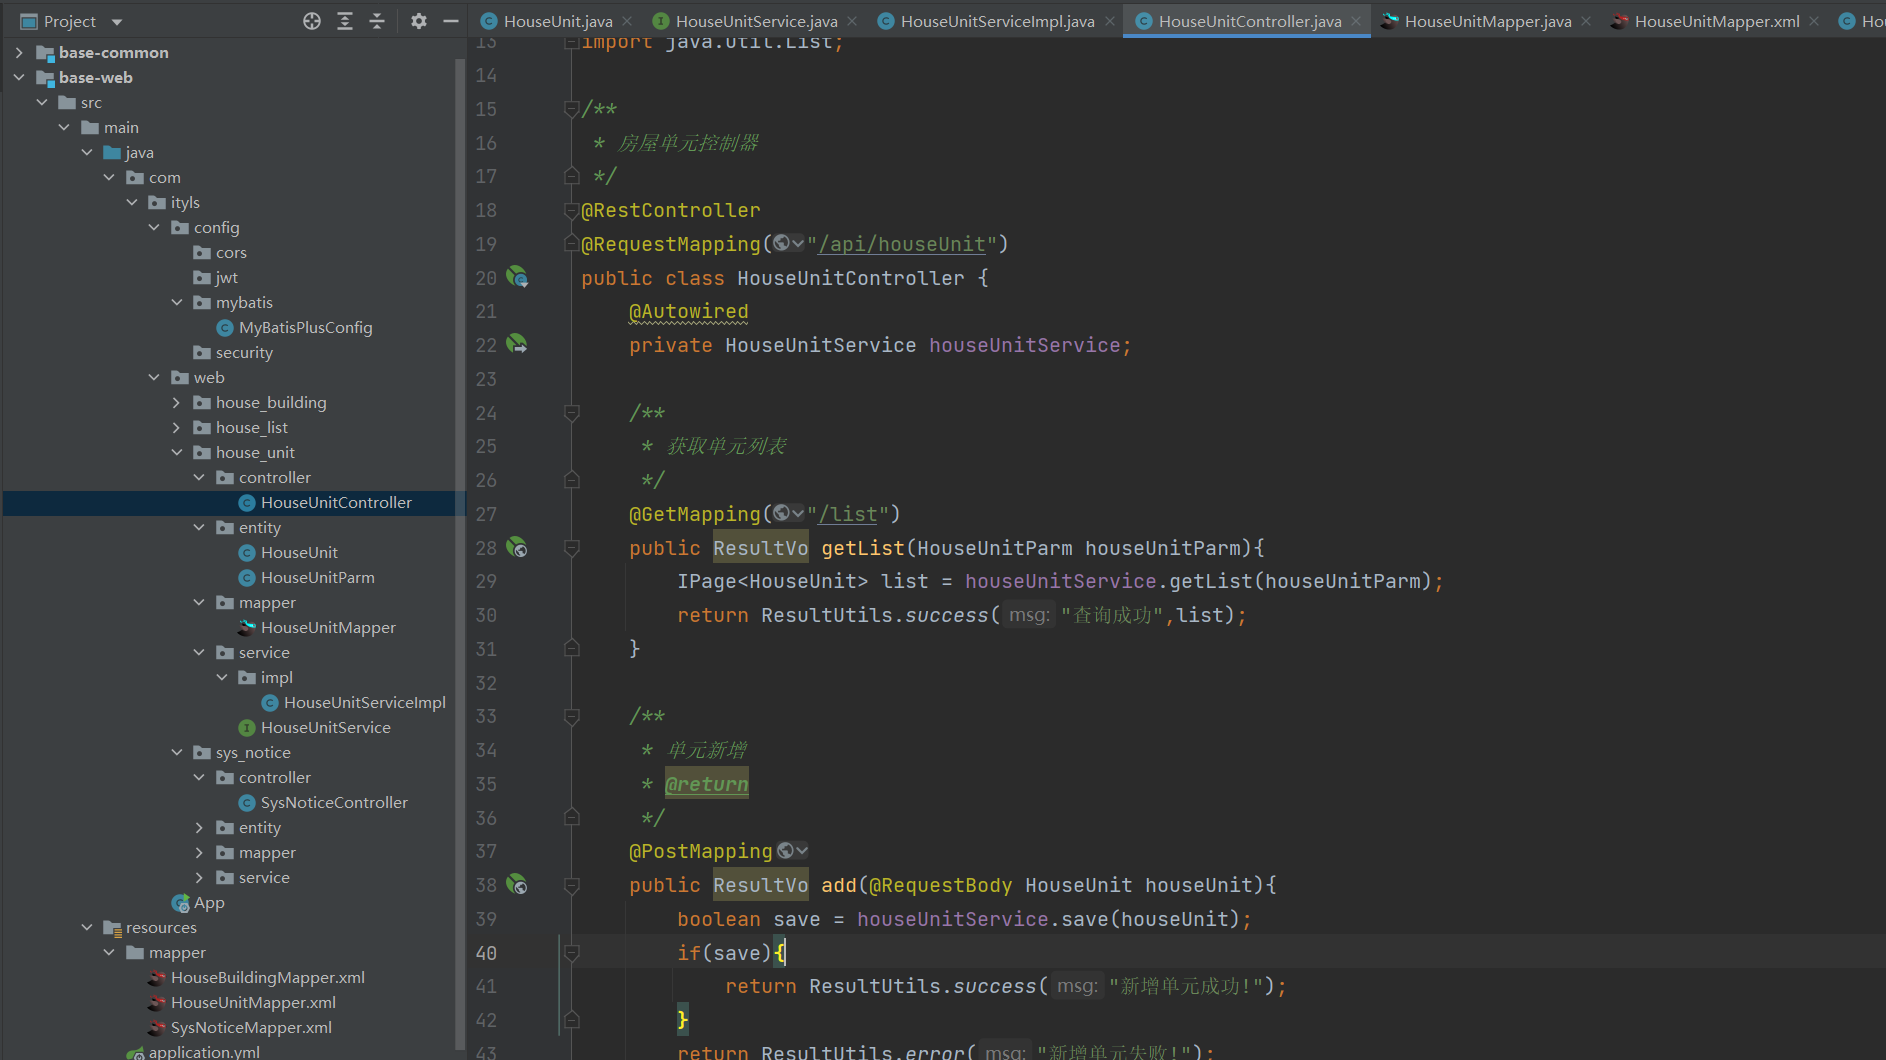 Project
HouseUnit.java
HouseUnitService.java
HouseUnitServiceImpl.java
HouseUnitController.java
HouseUnitMapper.java
HouseUnitMapper.xml
base-common
base-web
src
main
java
com
ityls
config
cors
jwt
mybatis
MyBatisPlusConfig
security
web
house_building
house_list
house_unit
controller
HouseUnitController
entity
HouseUnit
HouseUnitParm
mapper
HouseUnitMapper
service
impl
HouseUnitServiceImpl
HouseUnitService
sys_notice
controller
SysNoticeController
entity
mapper
service
App
resources
mapper
HouseBuildingMapper.xml
HouseUnitMapper.xml
SysNoticeMapper.xml
application.yml
13 import java.util.List;
14
15 /**
16 * 房屋单元控制器
17 */
18 @RestController
19 @RequestMapping("/api/houseUnit")
20 public class HouseUnitController {
21 @Autowired
22 private HouseUnitService houseUnitService;
23
24 /**
25 * 获取单元列表
26 */
27 @GetMapping("/list")
28 public ResultVo getList(HouseUnitParm houseUnitParm){
29 IPage<HouseUnit> list = houseUnitService.getList(houseUnitParm);
30 return ResultUtils.success( msg: "查询成功",list);
31 }
32
33 /**
34 * 单元新增
35 * @return
36 */
37 @PostMapping
38 public ResultVo add(@RequestBody HouseUnit houseUnit){
39 boolean save = houseUnitService.save(houseUnit);
40 if(save){
41 return ResultUtils.success( msg: "新增单元成功!");
42 }
43 return ResultUtils.error( msg: "新增单元失败!");